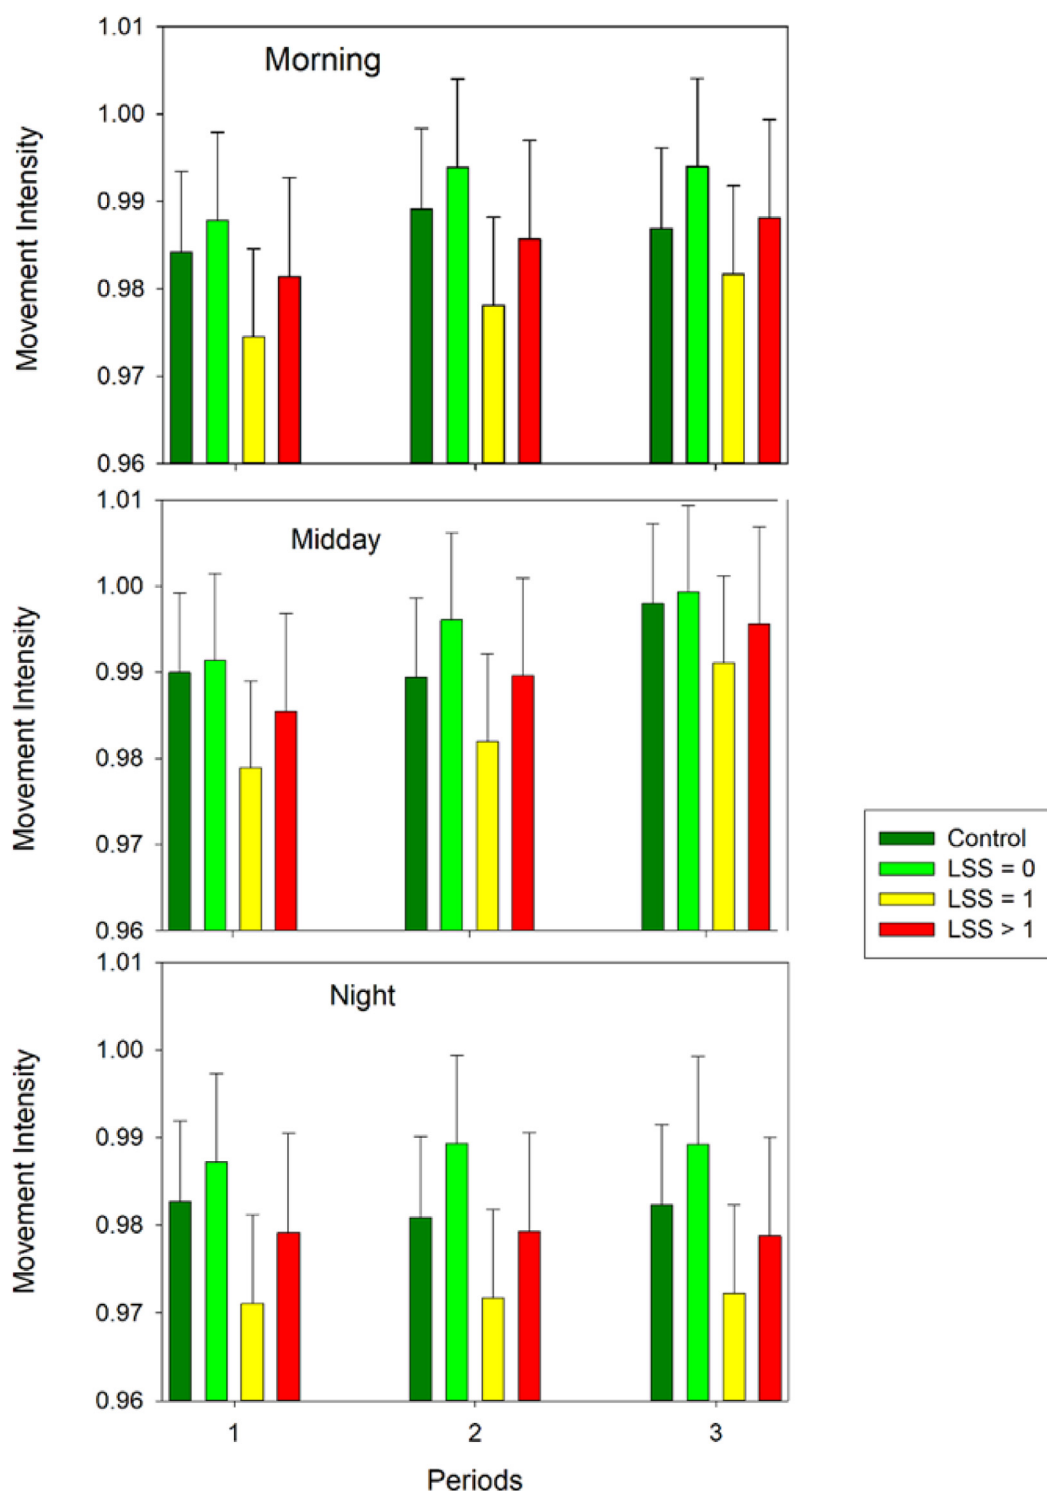 Morning
Movement Intensity
1.01
1.00
0.99
0.98
0.97
0.96
Midday
Movement Intensity
1.01
1.00
0.99
0.98
0.97
0.96
Control
LSS = 0
LSS = 1
LSS > 1
Night
Movement Intensity
1.01
1.00
0.99
0.98
0.97
0.96
1 2 3
Periods